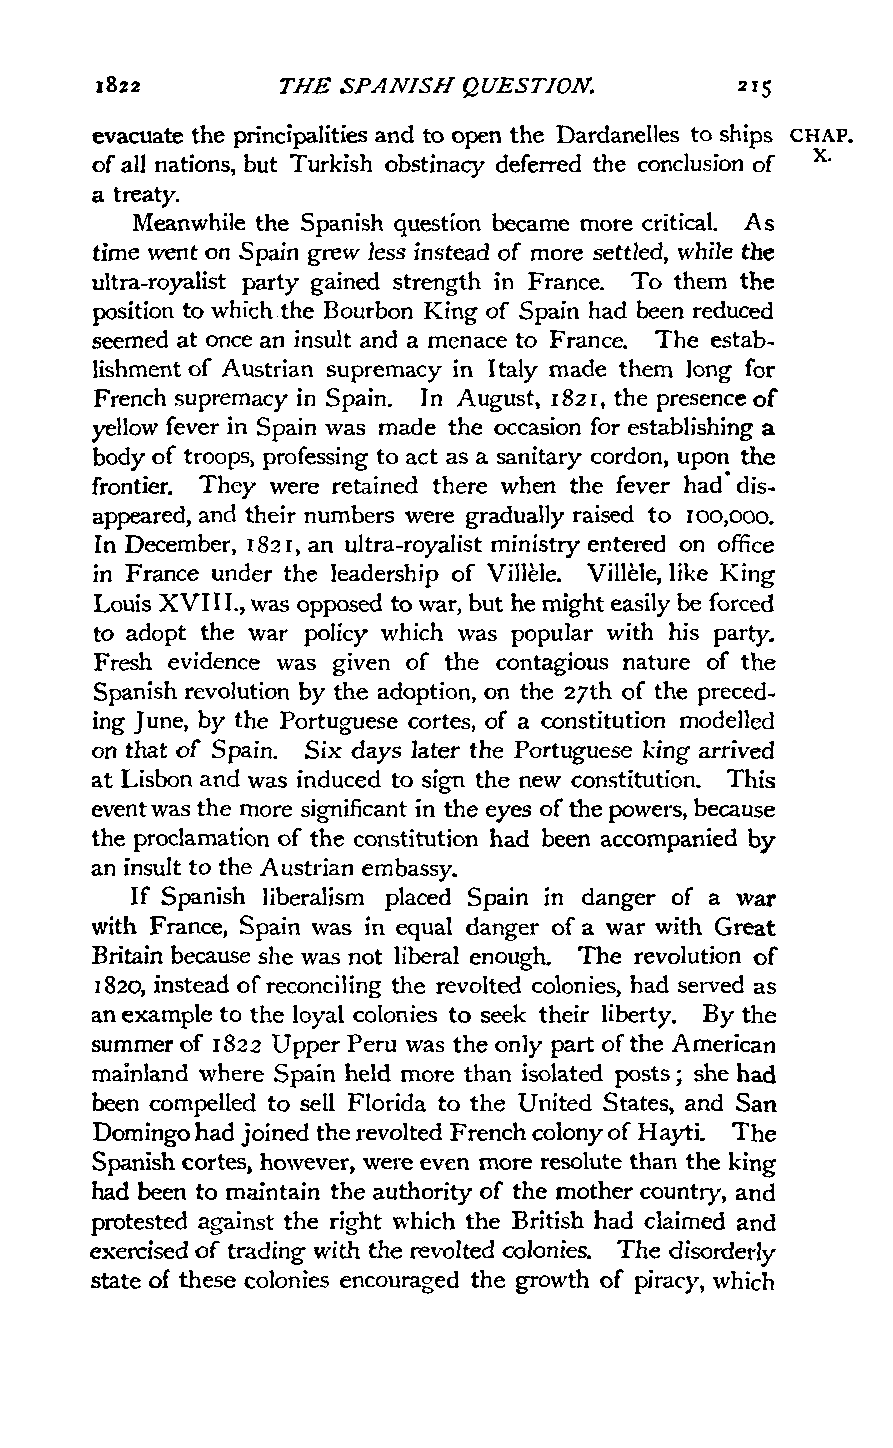 1822 THE SPANISH QUESTION. 215
evacuate the principalities and to open the Dardanelles to ships CHAP.
of all nations, but Turkish obstinacy deferred the conclusion of X.
a treaty.
Meanwhile the Spanish question became more critical. As
time went on Spain grew less instead of more settled, while the
ultra-royalist party gained strength in France. To them the
position to which the Bourbon King of Spain had been reduced
seemed at once an insult and a menace to France. The estab-
lishment of Austrian supremacy in Italy made them long for
French supremacy in Spain. In August, 1821, the presence of
yellow fever in Spain was made the occasion for establishing a
body of troops, professing to act as a sanitary cordon, upon the
frontier. They were retained there when the fever had dis-
appeared, and their numbers were gradually raised to 100,000.
In December, 1821, an ultra-royalist ministry entered on office
in France under the leadership of Villèle. Villèle, like King
Louis XVIII., was opposed to war, but he might easily be forced
to adopt the war policy which was popular with his party.
Fresh evidence was given of the contagious nature of the
Spanish revolution by the adoption, on the 27th of the preced-
ing June, by the Portuguese cortes, of a constitution modelled
on that of Spain. Six days later the Portuguese king arrived
at Lisbon and was induced to sign the new constitution. This
event was the more significant in the eyes of the powers, because
the proclamation of the constitution had been accompanied by
an insult to the Austrian embassy.
If Spanish liberalism placed Spain in danger of a war
with France, Spain was in equal danger of a war with Great
Britain because she was not liberal enough. The revolution of
1820, instead of reconciling the revolted colonies, had served as
an example to the loyal colonies to seek their liberty. By the
summer of 1822 Upper Peru was the only part of the American
mainland where Spain held more than isolated posts; she had
been compelled to sell Florida to the United States, and San
Domingo had joined the revolted French colony of Hayti. The
Spanish cortes, however, were even more resolute than the king
had been to maintain the authority of the mother country, and
protested against the right which the British had claimed and
exercised of trading with the revolted colonies. The disorderly
state of these colonies encouraged the growth of piracy, which